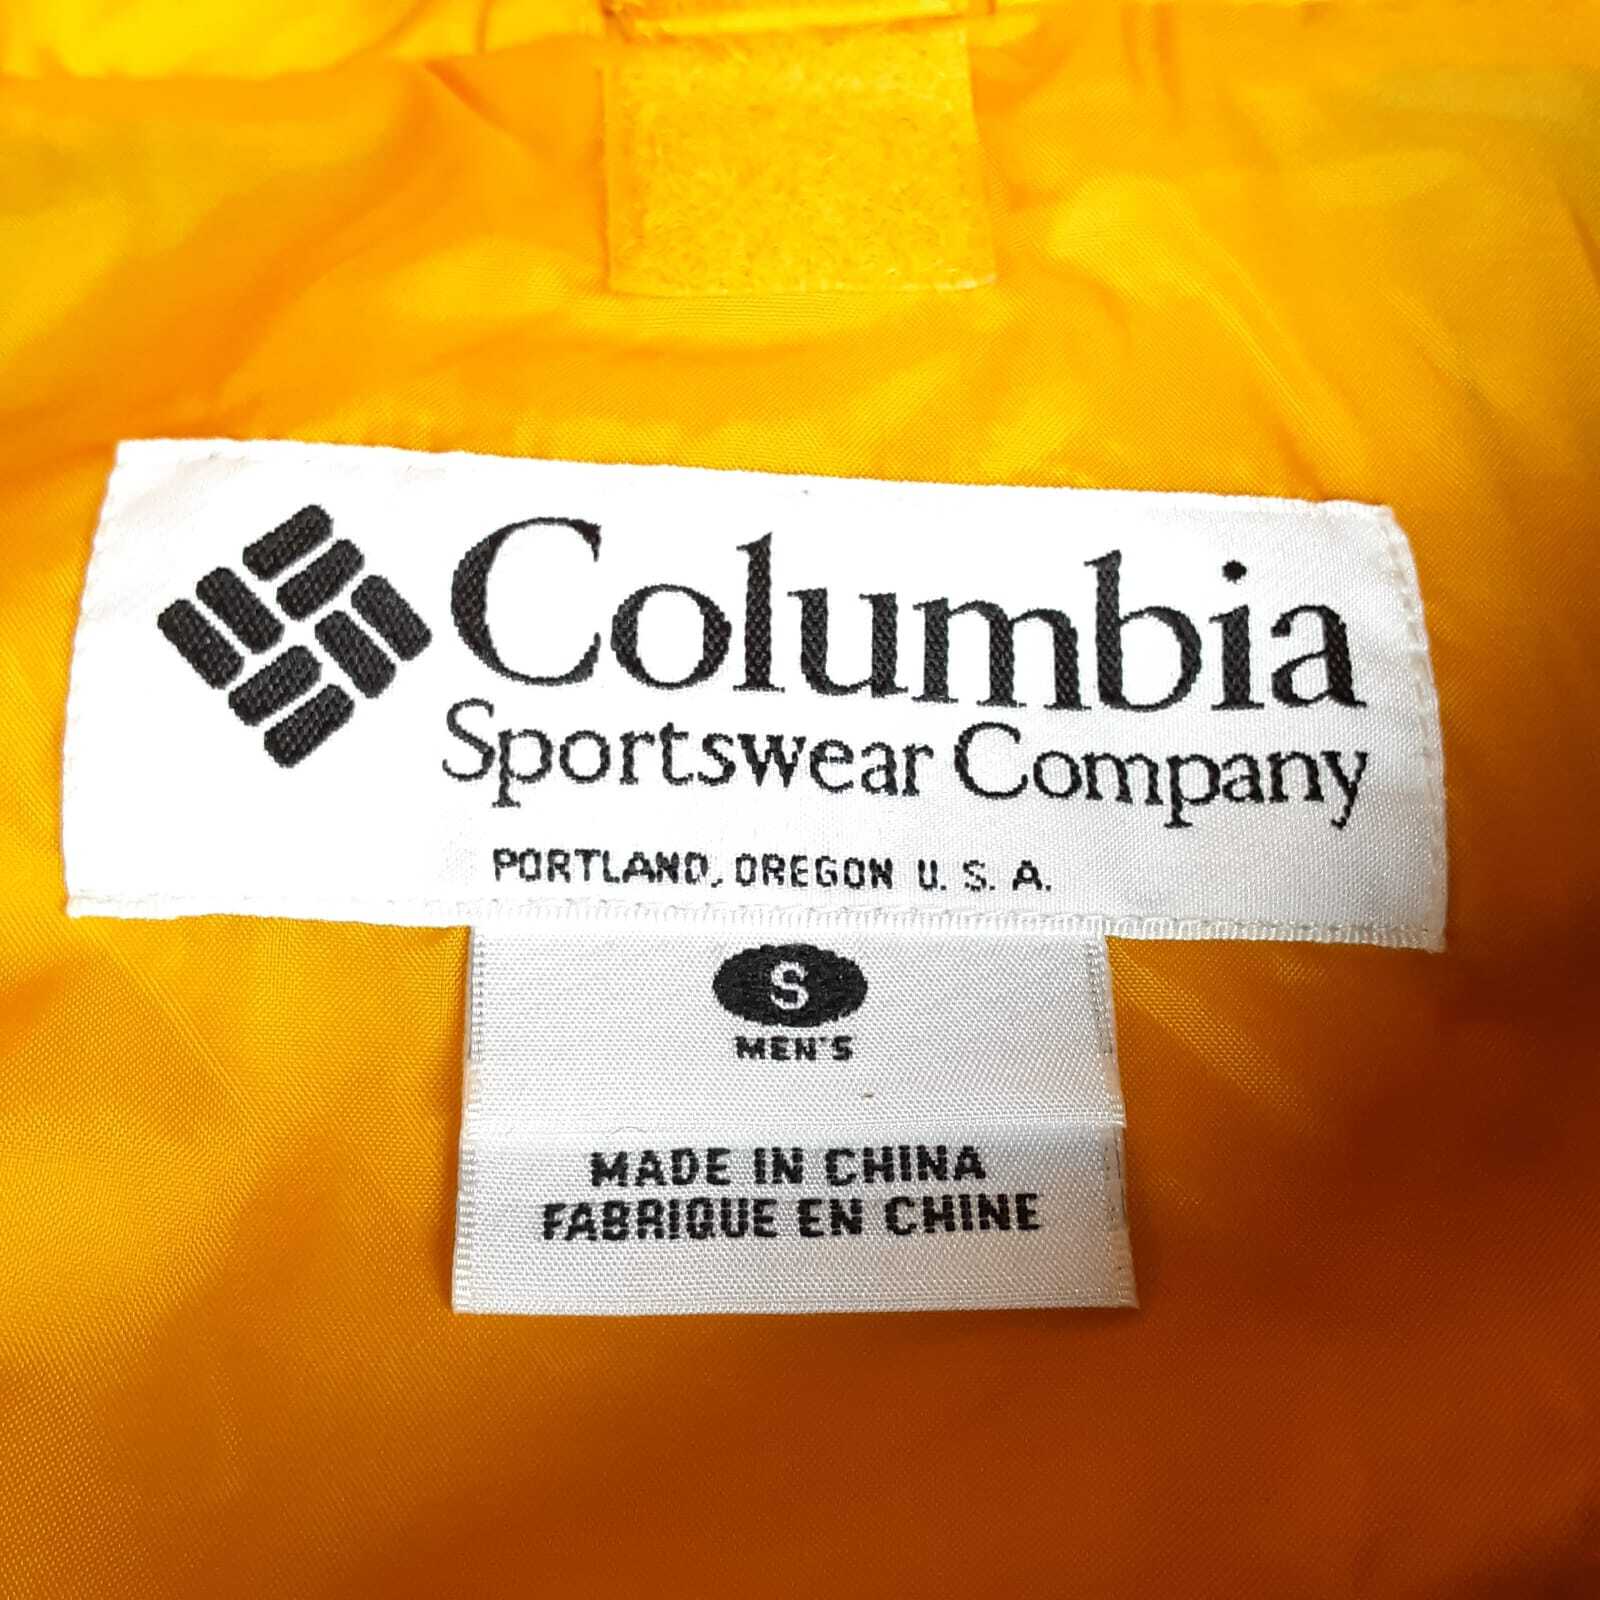 Columbia
Sportswear Company
PORTLAND, OREGON U. S. A.
S
MEN'S
MADE IN CHINA
FABRIQUE EN CHINE